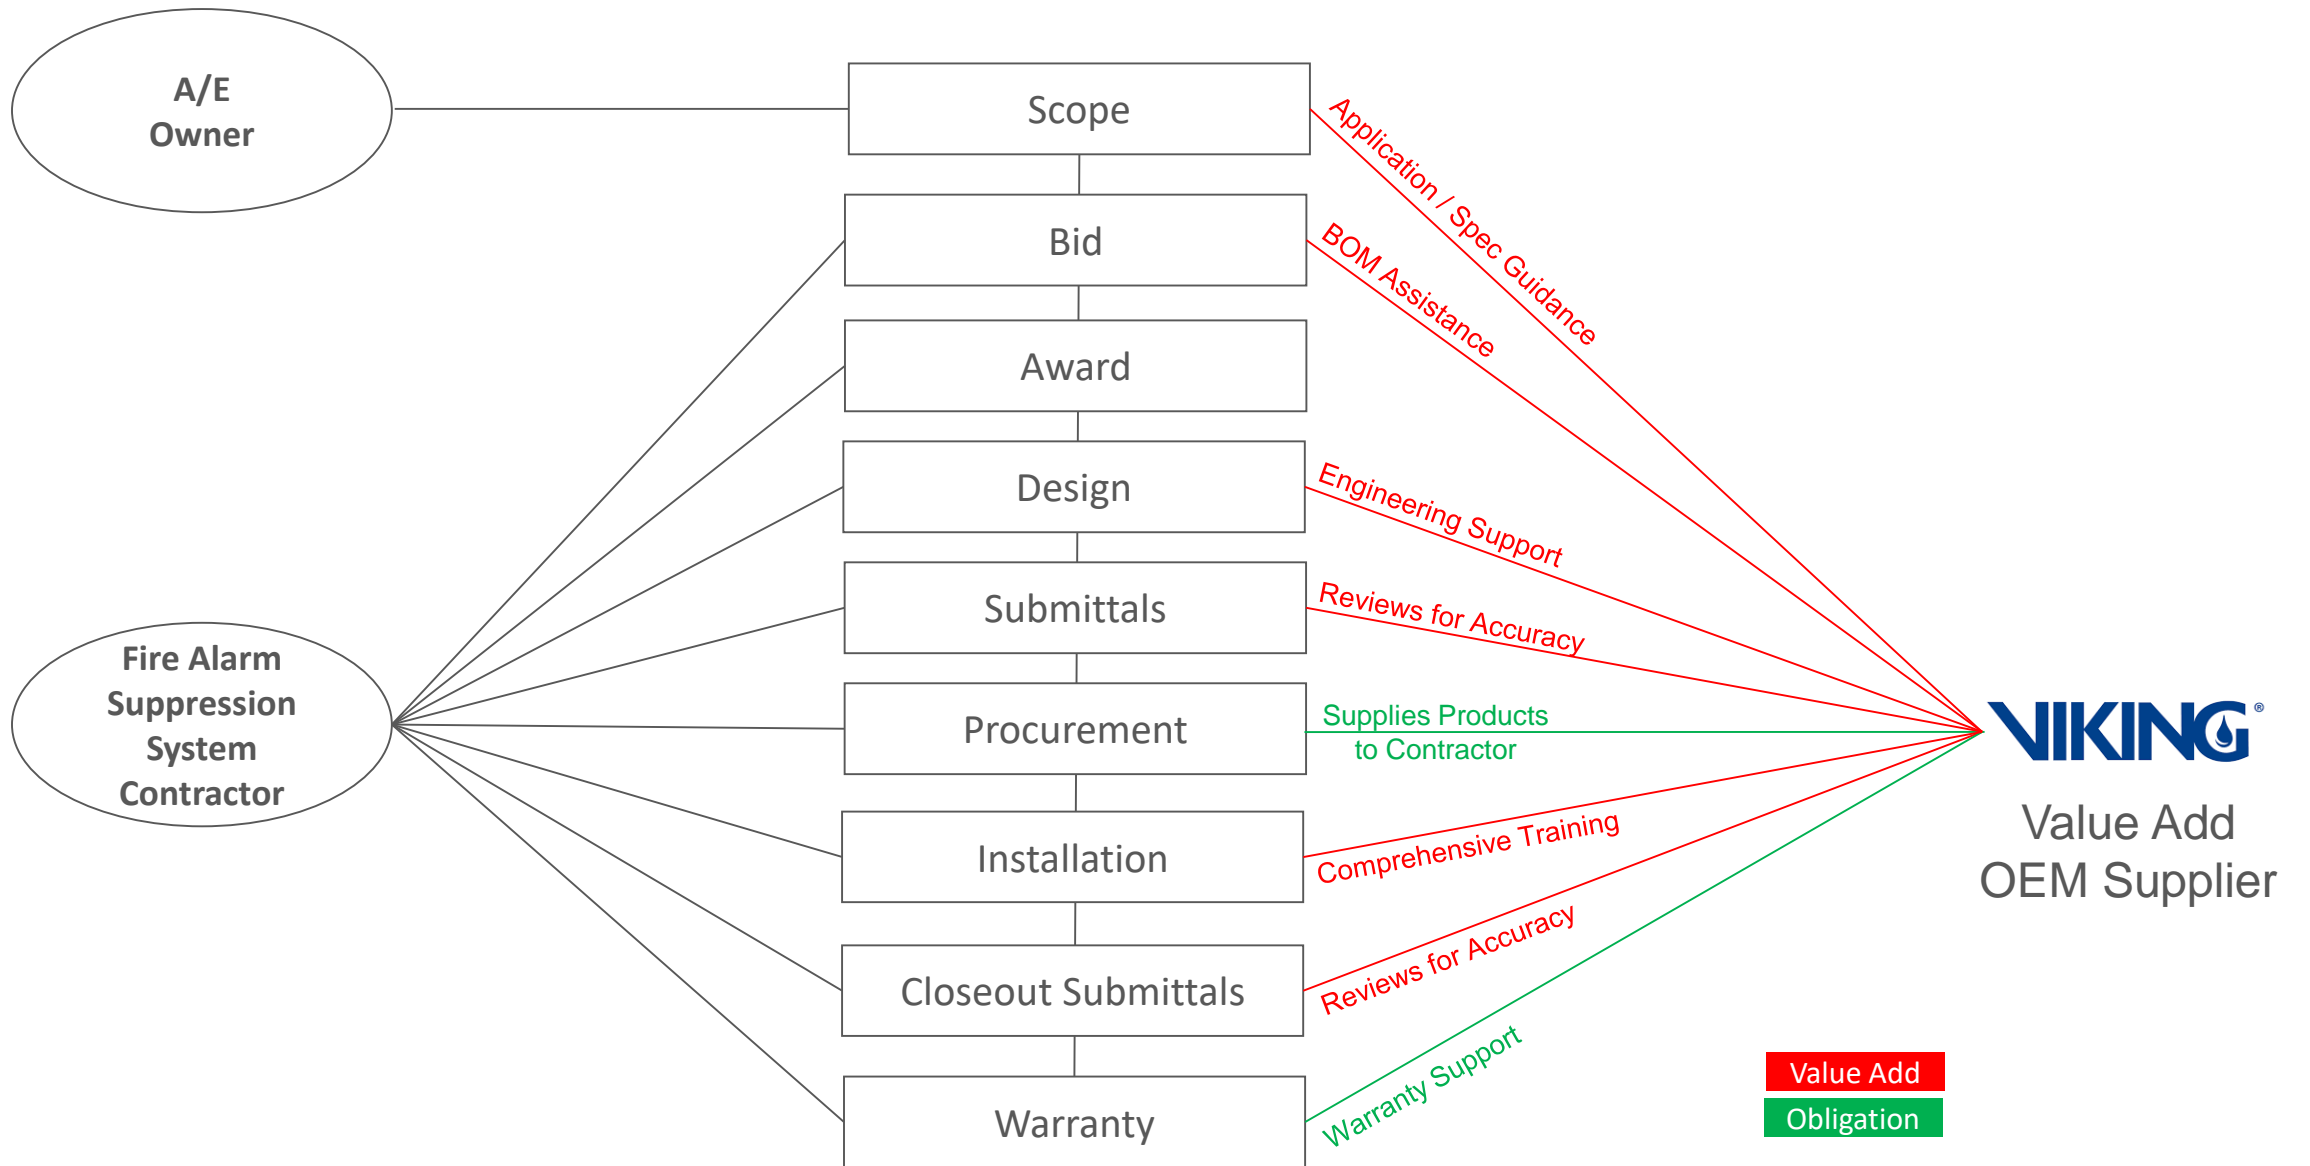 A/E
Owner
Scope
Application / Spec Guidance
Bid
BOM Assistance
Award
Design
Engineering Support
Submittals
Reviews for Accuracy
Fire Alarm
Suppression
System
Contractor
Procurement
Supplies Products
to Contractor
VIKING®
Value Add
OEM Supplier
Installation
Comprehensive Training
Closeout Submittals
Reviews for Accuracy
Warranty
Warranty Support
Value Add
Obligation